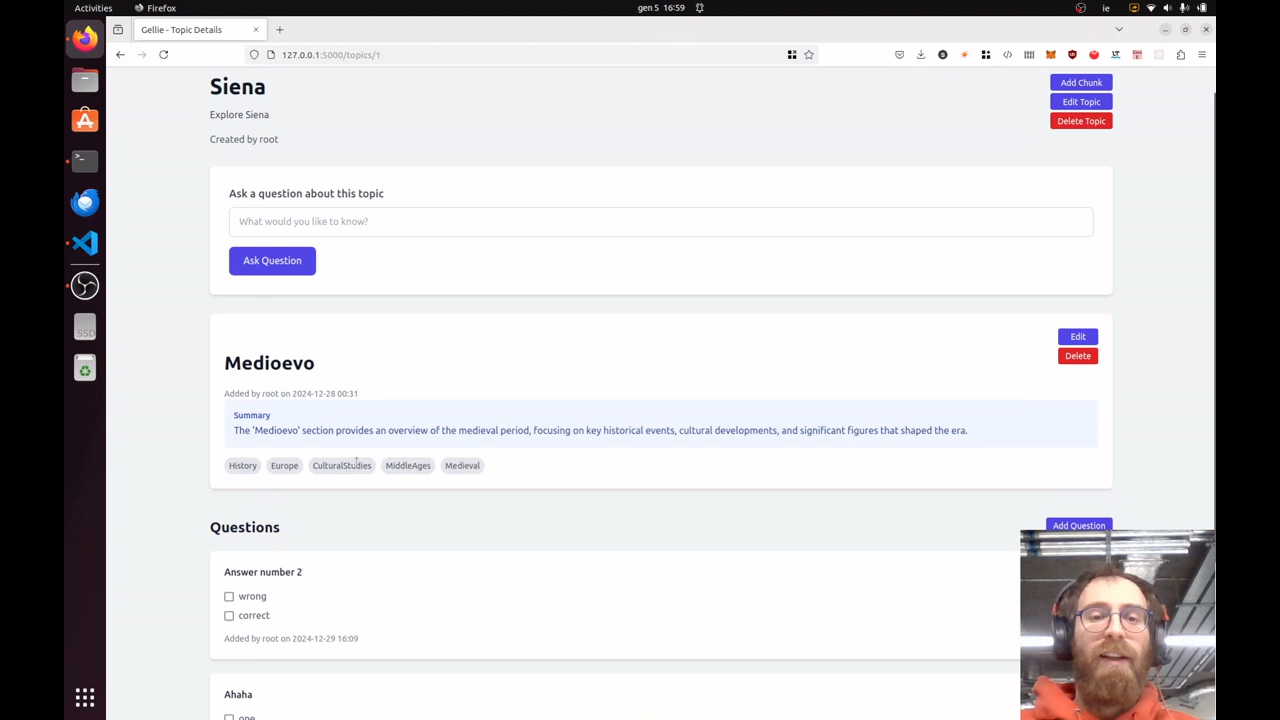 Activities
Firefox
gen 5 16:59
ie
Gellie - Topic Details
127.0.0.1:5000/topics/1
Siena
Add Chunk
Explore Siena
Edit Topic
Delete Topic
Created by root
Ask a question about this topic
What would you like to know?
Ask Question
Edit
Medioevo
Delete
Added by root on 2024-12-28 00:31
Summary
The 'Medioevo' section provides an overview of the medieval period, focusing on key historical events, cultural developments, and significant figures that shaped the era.
History Europe CulturalStudies MiddleAges Medieval
Questions
Add Question
Answer number 2
wrong
correct
Added by root on 2024-12-29 16:09
Ahaha
one
SSD